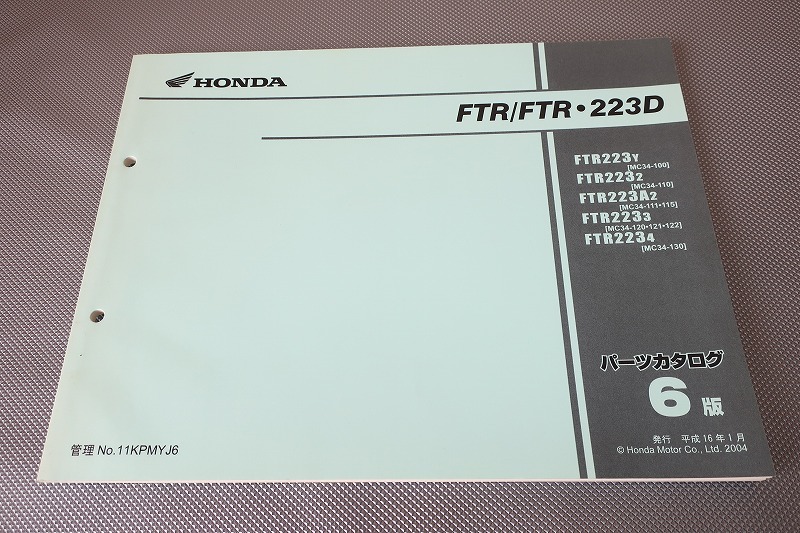 HONDA
FTR/FTR・223D
FTR223Y
[MC34-100]
FTR2232
[MC34-110]
FTR223A2
[MC34-111・115]
FTR2233
[MC34-120・121・122]
FTR2234
[MC34-130]
パーツカタログ
6版
発行 平成16年1月
© Honda Motor Co., Ltd. 2004
管理 No.11KPMYJ6